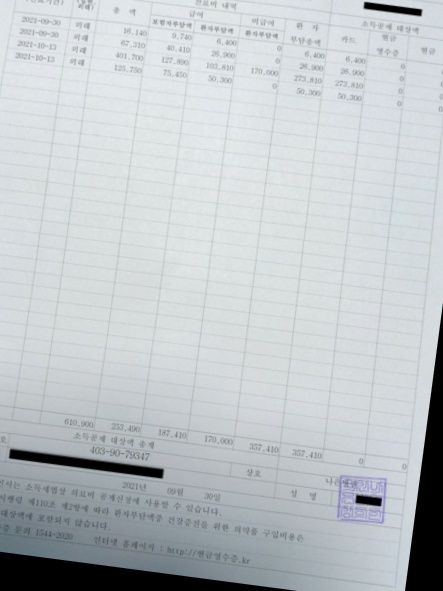 진료비 내역
소득공제 대상액
총 액 급여 비급여 환 자
보험자부담액 환자부담액 환자부담액 부담총액 카드 현금영수증 현금
2021-09-30 외래 16,140 9,740 6,400 0 6,400 6,400 0
2021-09-30 외래 67,310 40,410 26,900 0 26,900 26,900 0
2021-10-13 외래 401,700 127,890 103,810 170,000 273,810 273,810 0
2021-10-13 외래 125,750 75,450 50,300 0 50,300 50,300 0
610,900 253,490 187,410 170,000 357,410 357,410 0 0
소득공제 대상액 총계
403-90-79347 상호
2021년 09월 30일 성 명
소득세법상 의료비 공제신청에 사용할 수 있습니다.
시행령 제110조 제2항에 따라 환자부담액중 건강증진을 위한 의약품 구입비용은
대상액에 포함되지 않습니다.
문의 1544-2020 인터넷 홈페이지 : http://현금영수증.kr